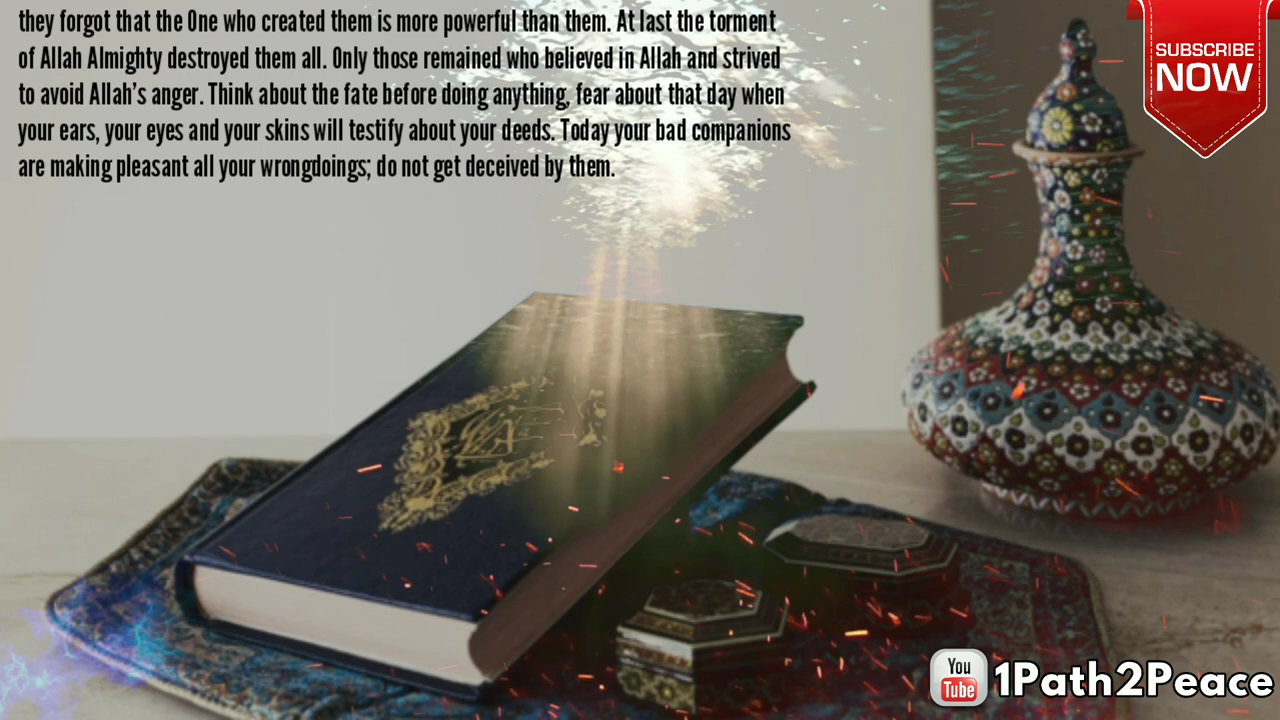 they forgot that the One who created them is more powerful than them. At last the torment
of Allah Almighty destroyed them all. Only those remained who believed in Allah and strived
to avoid Allah's anger. Think about the fate before doing anything, fear about that day when
your ears, your eyes and your skins will testify about your deeds. Today your bad companions
are making pleasant all your wrongdoings; do not get deceived by them.
SUBSCRIBE
NOW
You
Tube
1Path2Peace